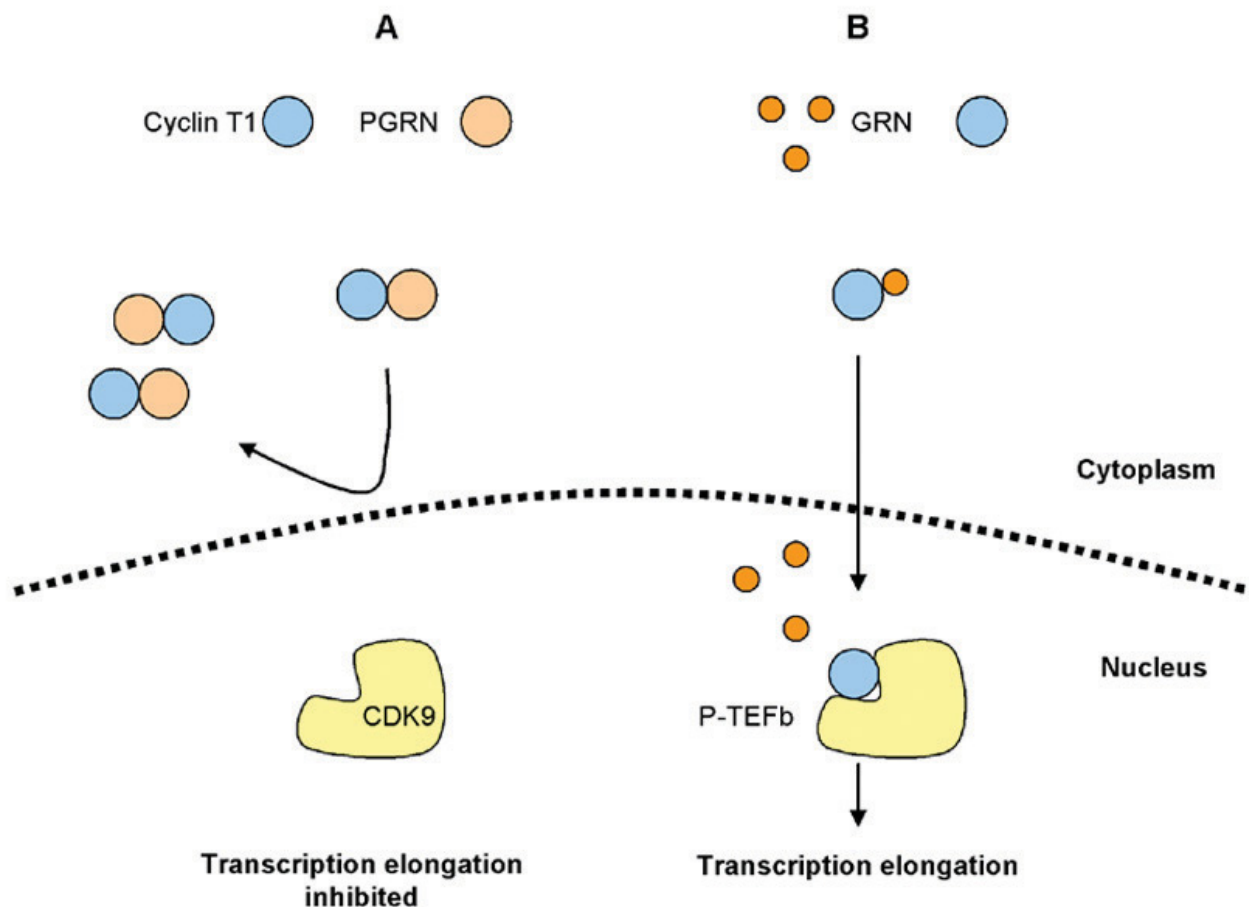 A
B
Cyclin T1
PGRN
GRN
Cytoplasm
Nucleus
CDK9
P-TEFb
Transcription elongation
inhibited
Transcription elongation